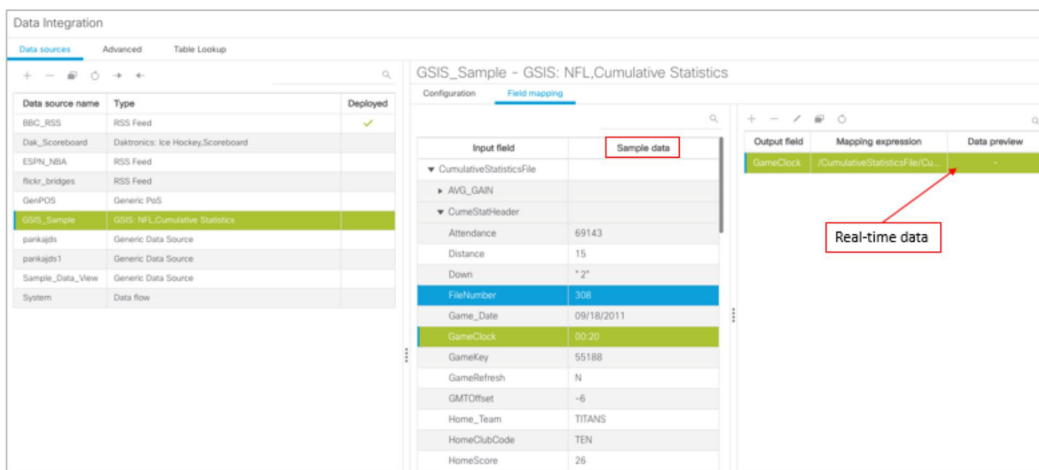 Data Integration
Data sources Advanced Table Lookup
Data source name Type Deployed
BBC_RSS RSS Feed
Dak_Scoreboard Daktronics: Ice Hockey,Scoreboard
ESPN_NBA RSS Feed
flickr_bridges RSS Feed
GenPOS Generic PoS
GSIS_Sample GSIS: NFL,Cumulative Statistics
pankajds Generic Data Source
pankajds1 Generic Data Source
Sample_Data_View Generic Data Source
System Data flow
GSIS_Sample - GSIS: NFL,Cumulative Statistics
Configuration Field mapping
Input field Sample data
CumulativeStatisticsFile
AVG_GAIN
CumeStatHeader
Attendance 69143
Distance 15
Down " 2"
FileNumber 308
Game_Date 09/18/2011
GameClock 00:20
GameKey 55188
GameRefresh N
GMTOffset -6
Home_Team TITANS
HomeClubCode TEN
HomeScore 26
Output field Mapping expression Data preview
GameClock /CumulativeStatisticsFile/Cu... -
Real-time data